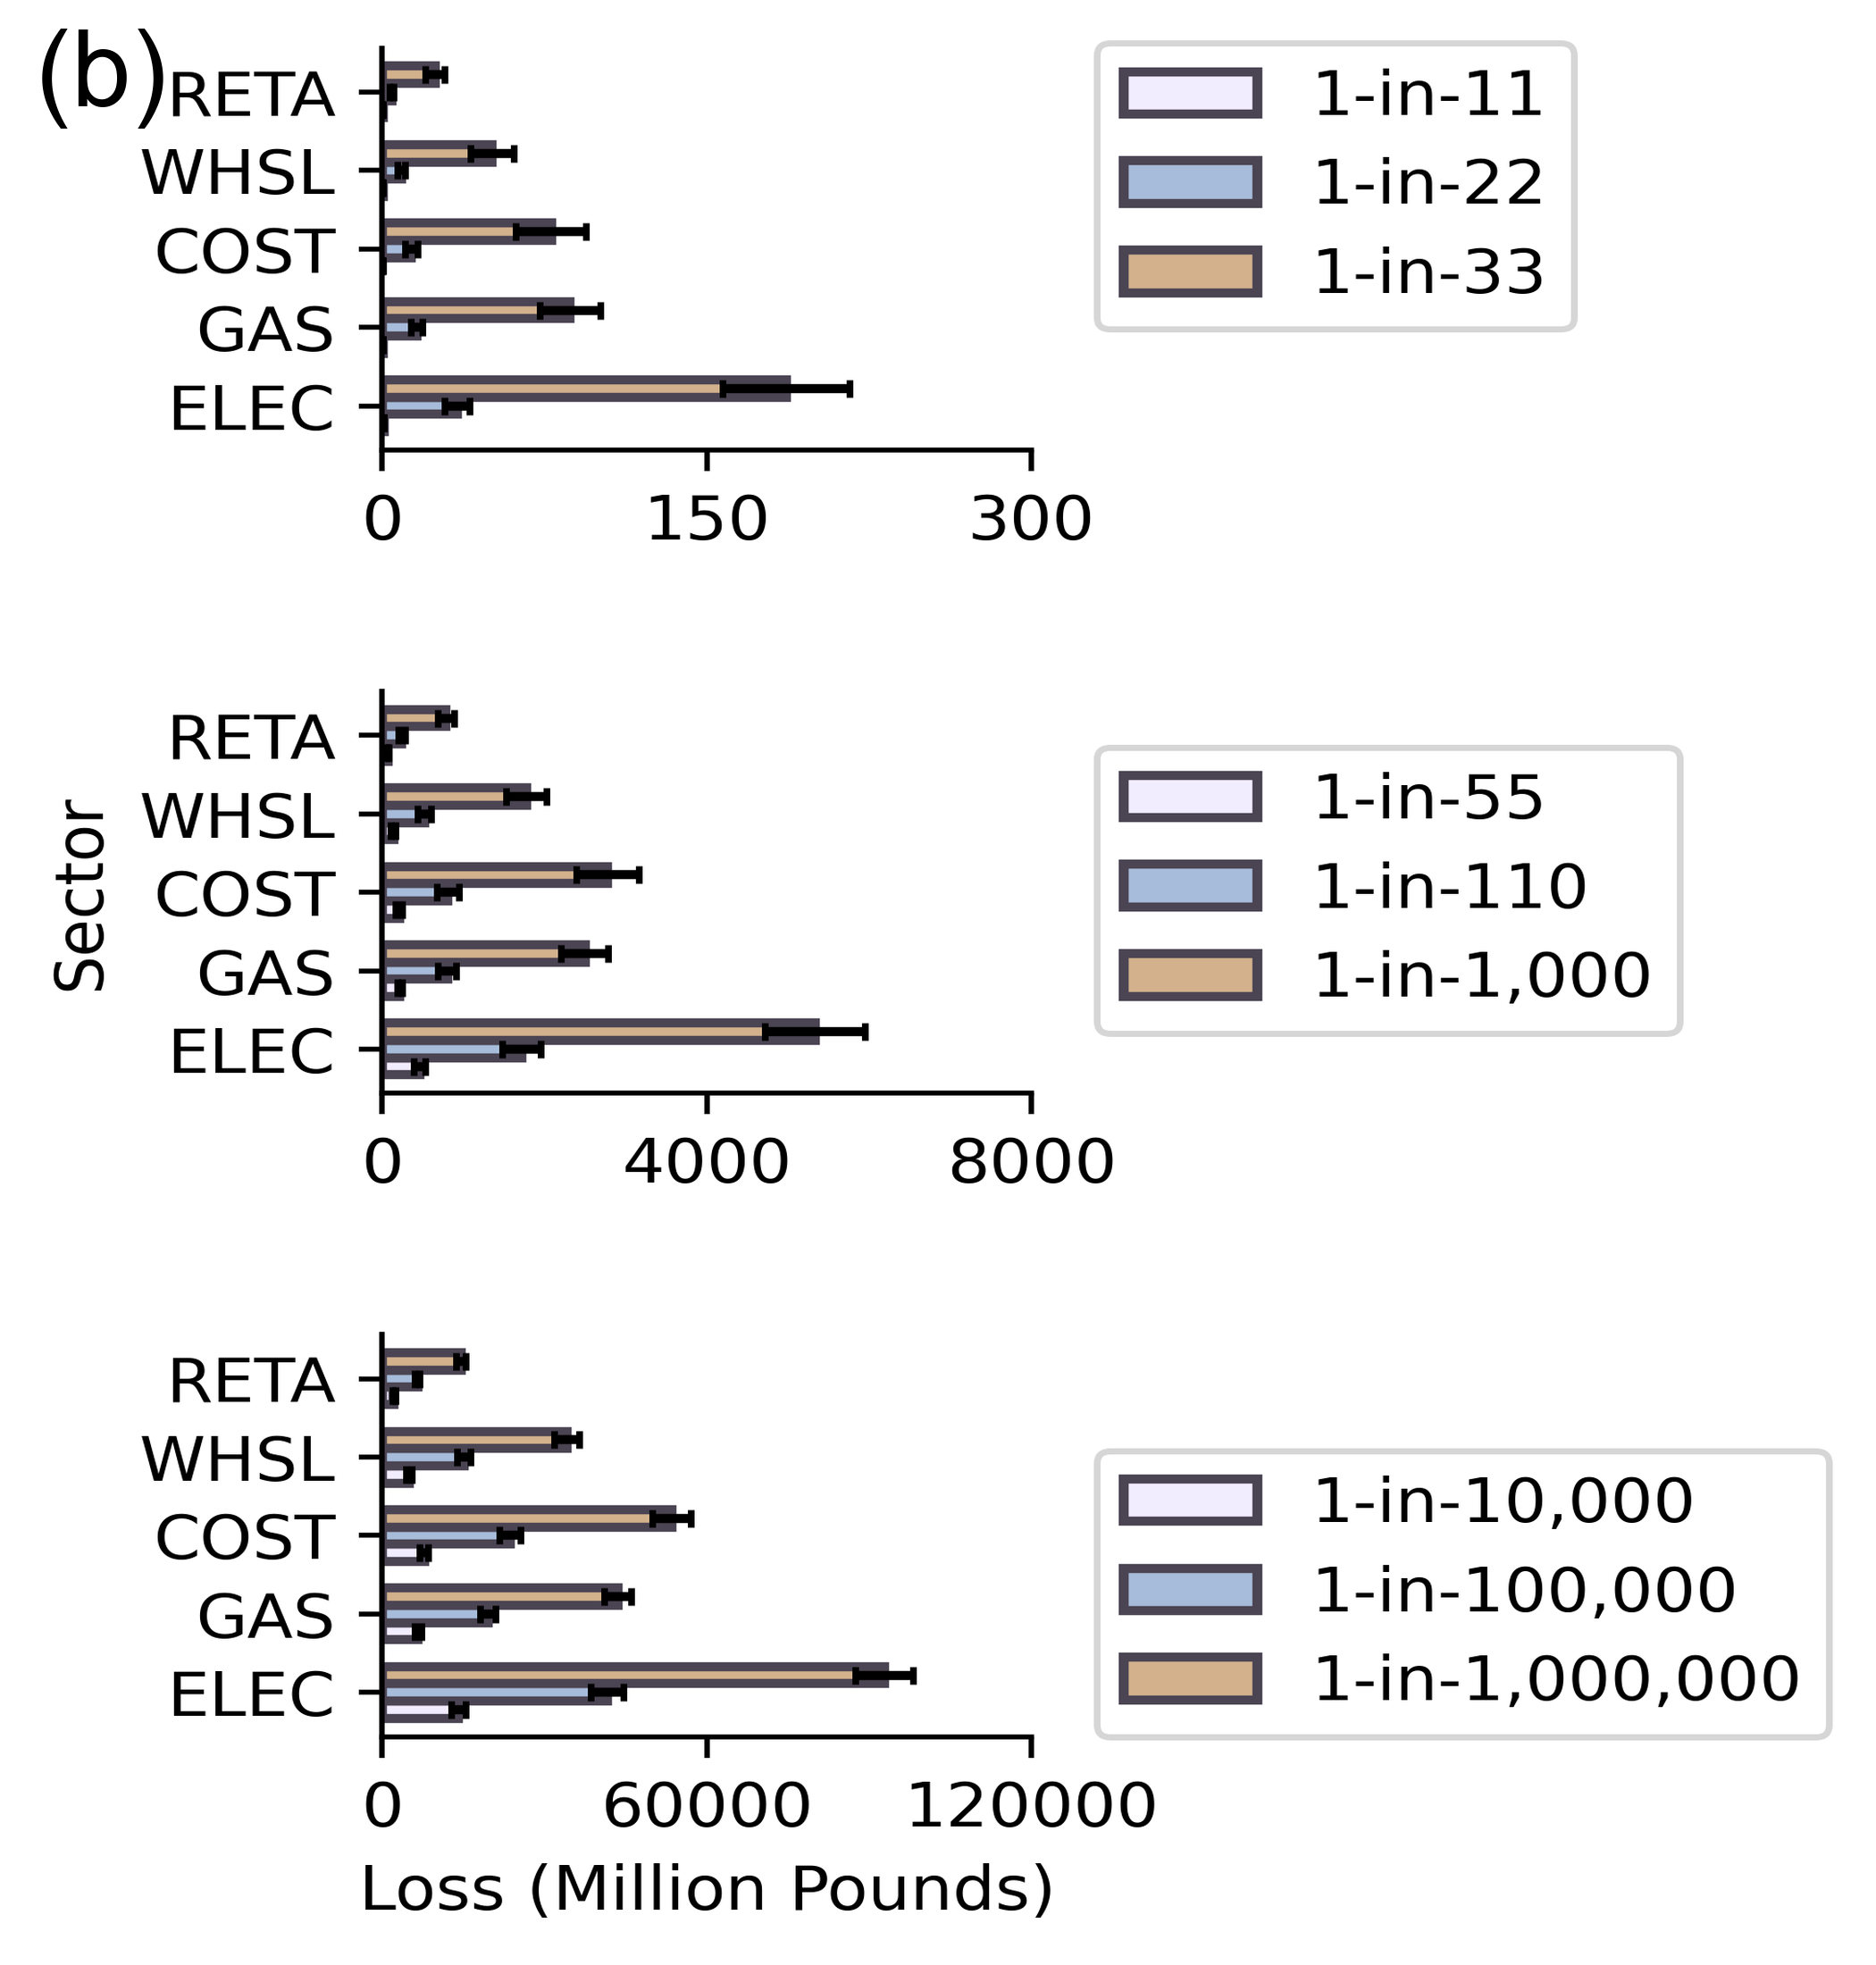 (b)
RETA
WHSL
COST
GAS
ELEC
0 150 300
1-in-11
1-in-22
1-in-33
Sector
RETA
WHSL
COST
GAS
ELEC
0 4000 8000
1-in-55
1-in-110
1-in-1,000
RETA
WHSL
COST
GAS
ELEC
0 60000 120000
Loss (Million Pounds)
1-in-10,000
1-in-100,000
1-in-1,000,000